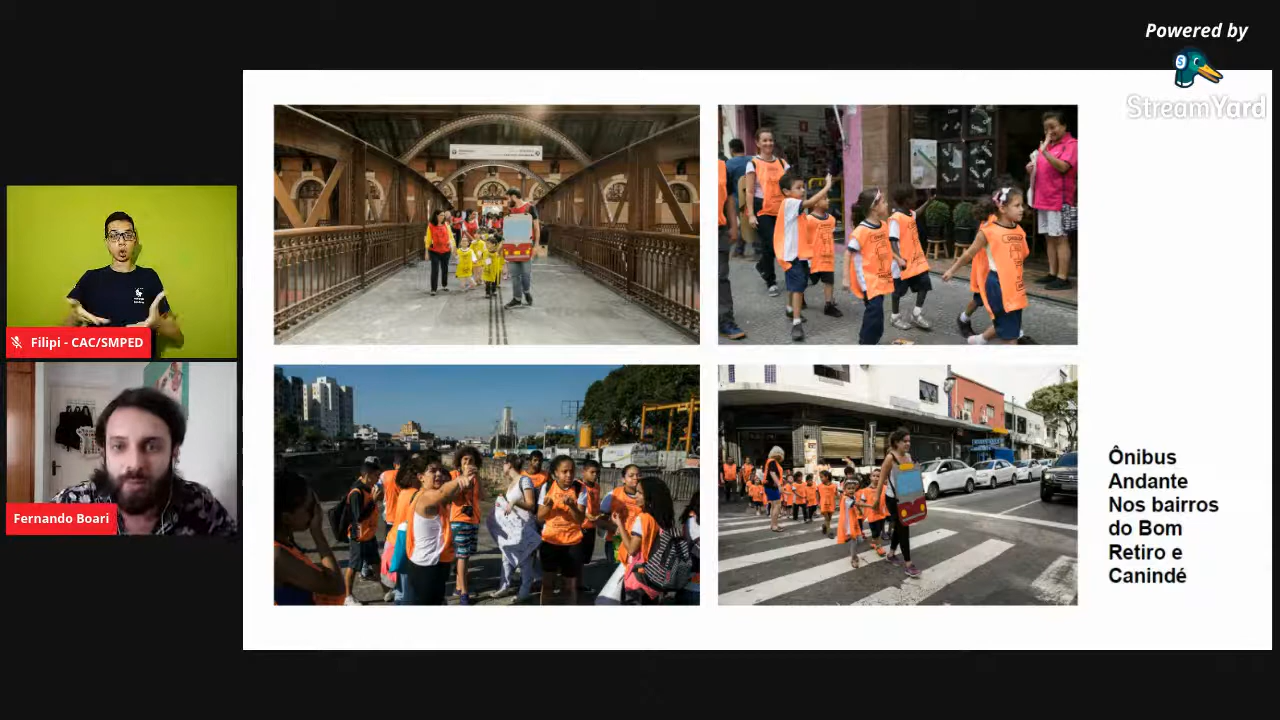 Powered by
StreamYard
Filipi - CAC/SMPED
Fernando Boari
Ônibus
Andante
Nos bairros
do Bom
Retiro e
Canindé